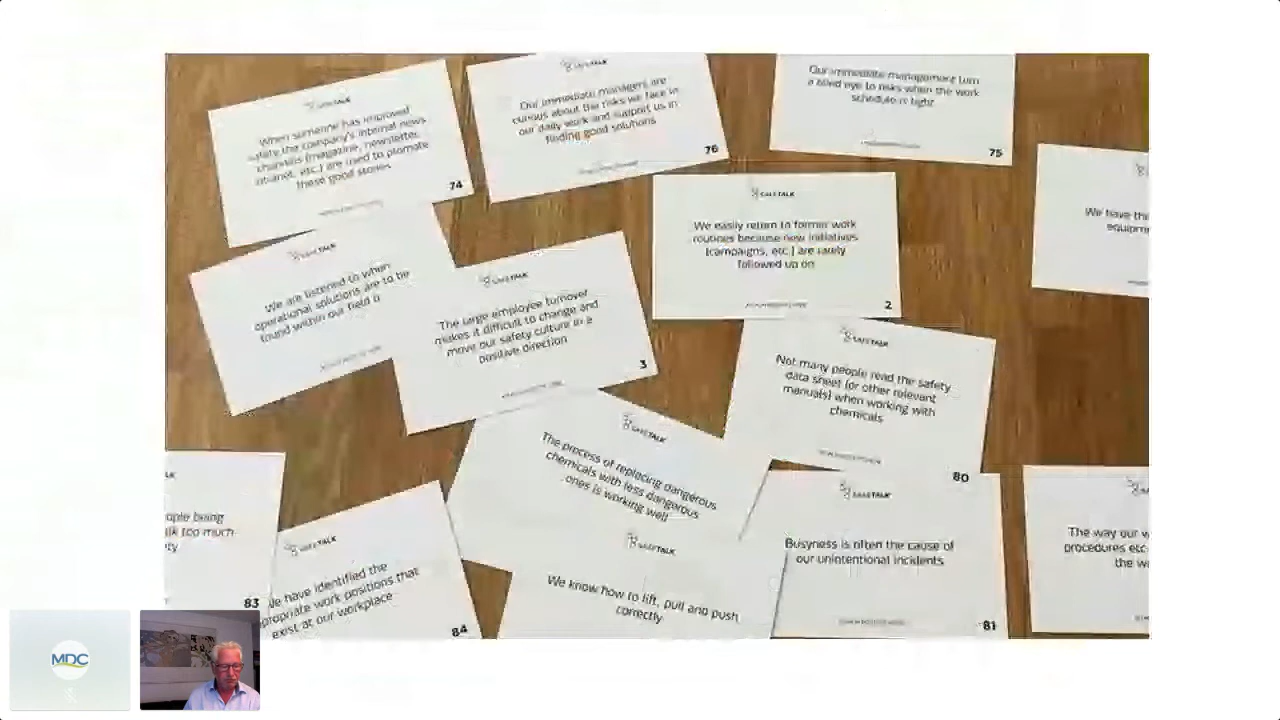 SAFETALK
When someone has improved
safety the company's internal news
channels (magazine, newsletter,
intranet, etc.) are used to promote
these good stories
74
SAFETALK
Our immediate managers are
curious about the risks we face in
our daily work and support us in
finding good solutions
76
Our immediate management turn
a blind eye to risks when the work
schedule is tight
75
We have the
equipm
SAFETALK
We are listened to when
operational solutions are to be
found within our field o
SAFETALK
The large employee turnover
makes it difficult to change and
move our safety culture in a
positive direction
3
SAFETALK
We easily return to former work
routines because new initiatives
(campaigns, etc.) are rarely
followed up on
2
SAFETALK
Not many people read the safety
data sheet (or other relevant
manuals) when working with
chemicals
80
SAFETALK
The process of replacing dangerous
chemicals with less dangerous
ones is working well
ople being
lk too much
ty
83
SAFETALK
We have identified the
propriate work positions that
exist at our workplace
84
SAFETALK
We know how to lift, pull and push
correctly
SAFETALK
Busyness is often the cause of
our unintentional incidents
81
The way our w
procedures etc
the w
MDC